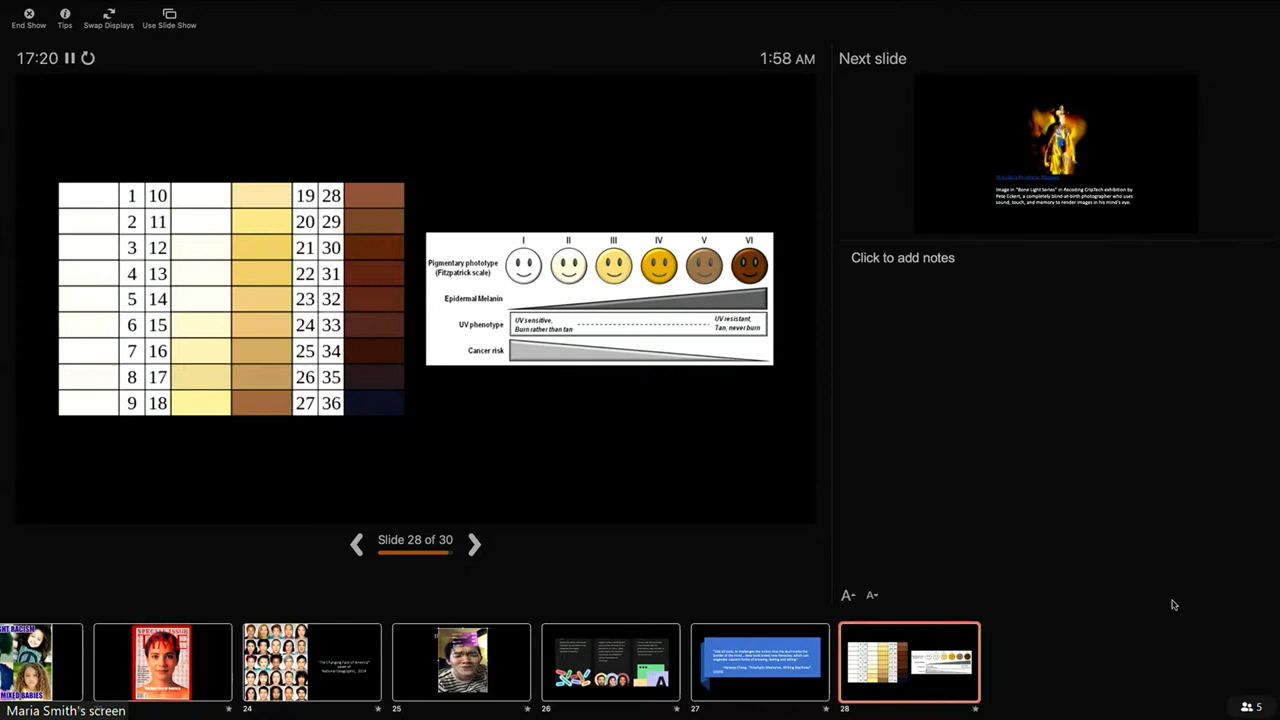 End Show
Tips
Swap Displays
Use Slide Show
17:20
1:58 AM
Next slide
1 10 19 28
2 11 20 29
3 12 21 30
4 13 22 31
5 14 23 32
6 15 24 33
7 16 25 34
8 17 26 35
9 18 27 36
I II III IV V VI
Pigmentary phototype
(Fitzpatrick scale)
Epidermal Melanin
UV phenotype
UV sensitive,
Burn rather than tan
UV resistant,
Tan, never burn
Cancer risk
Image in "Bone Light Series" in Recoding CripTech exhibition by
Pete Eckert, a completely blind-at-birth photographer who uses
sound, touch, and memory to render images in his mind's eye.
Click to add notes
Slide 28 of 30
A A
GHT RACISM
MIXED BABIES
SPECIAL ISSUE
"The Changing Face of America"
National Geographic,
A
24
25
26
27
28
Maria Smith's screen
5